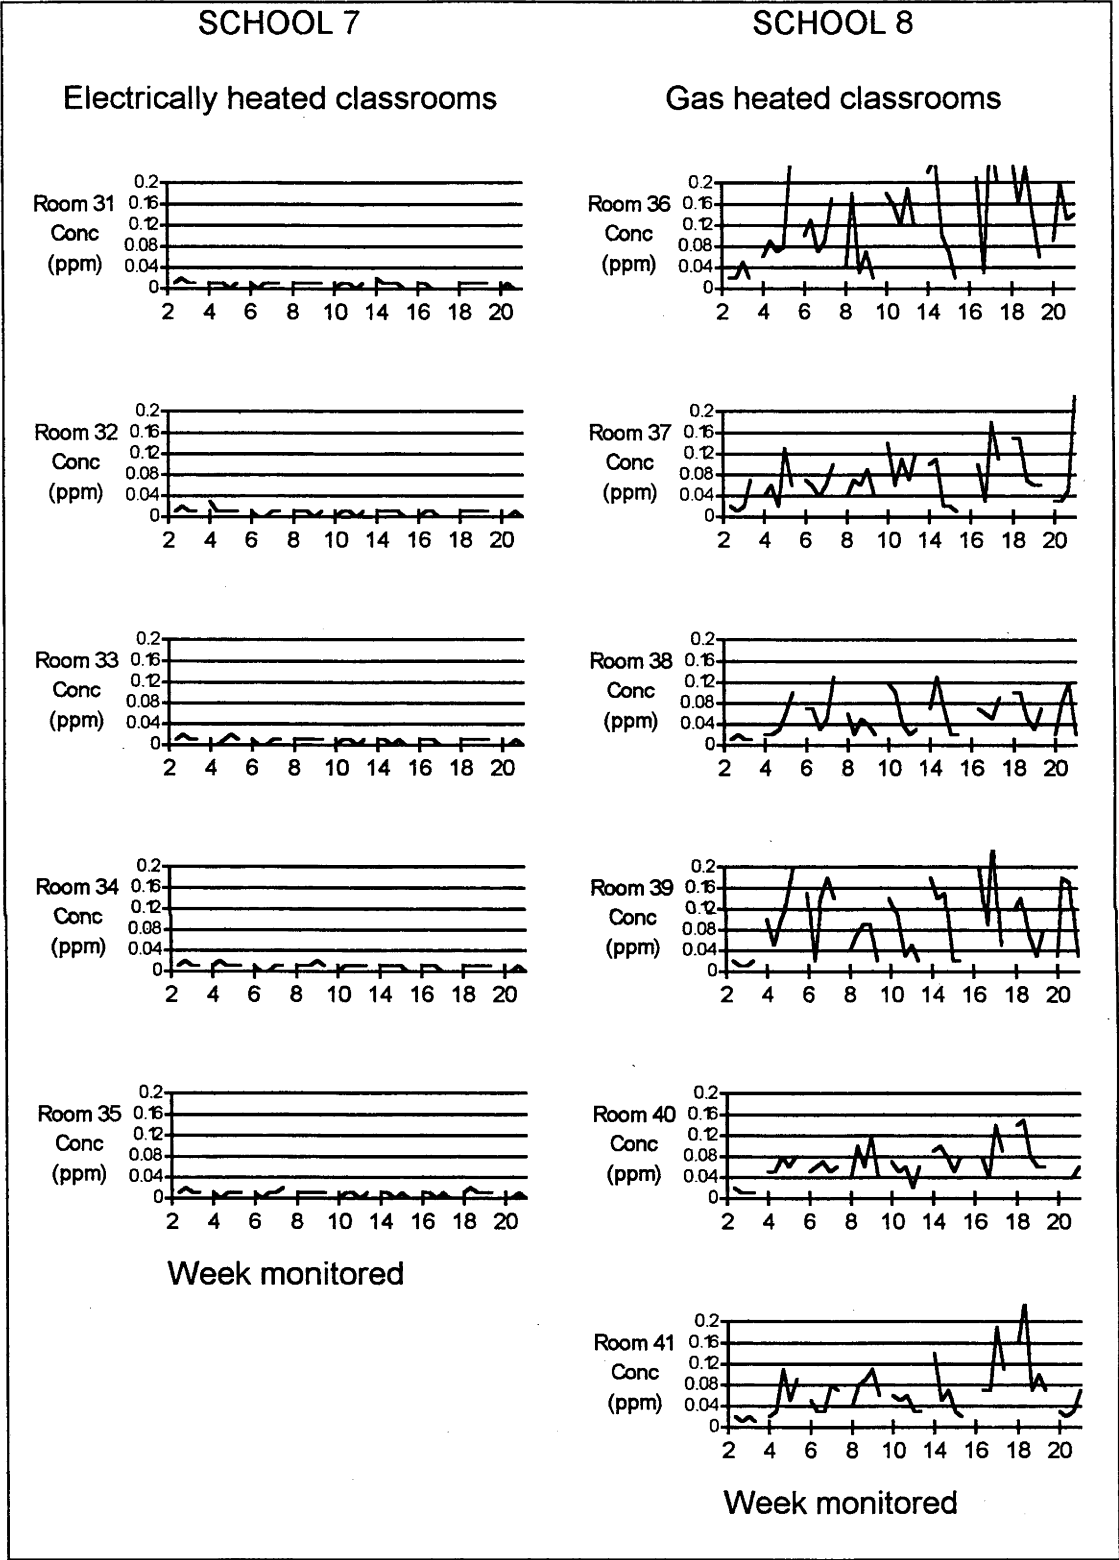 SCHOOL 7
Electrically heated classrooms
0.2
Room 31 0.16
0.12
Conc
0.08
(ppm) 0.04
0
2 4 6 8 10 14 16 18 20
0.2
Room 32 0.16
0.12
Conc
0.08
(ppm) 0.04
0
2 4 6 8 10 14 16 18 20
0.2
Room 33 0.16
0.12
Conc
0.08
(ppm) 0.04
0
2 4 6 8 10 14 16 18 20
0.2
Room 34 0.16
0.12
Conc
0.08
(ppm) 0.04
0
2 4 6 8 10 14 16 18 20
0.2
Room 35 0.16
0.12
Conc
0.08
(ppm) 0.04
0
2 4 6 8 10 14 16 18 20
Week monitored
SCHOOL 8
Gas heated classrooms
0.2
Room 36 0.16
0.12
Conc
0.08
(ppm) 0.04
0
2 4 6 8 10 14 16 18 20
0.2
Room 37 0.16
0.12
Conc
0.08
(ppm) 0.04
0
2 4 6 8 10 14 16 18 20
0.2
Room 38 0.16
0.12
Conc
0.08
(ppm) 0.04
0
2 4 6 8 10 14 16 18 20
0.2
Room 39 0.16
0.12
Conc
0.08
(ppm) 0.04
0
2 4 6 8 10 14 16 18 20
0.2
Room 40 0.16
0.12
Conc
0.08
(ppm) 0.04
0
2 4 6 8 10 14 16 18 20
0.2
Room 41 0.16
0.12
Conc
0.08
(ppm) 0.04
0
2 4 6 8 10 14 16 18 20
Week monitored